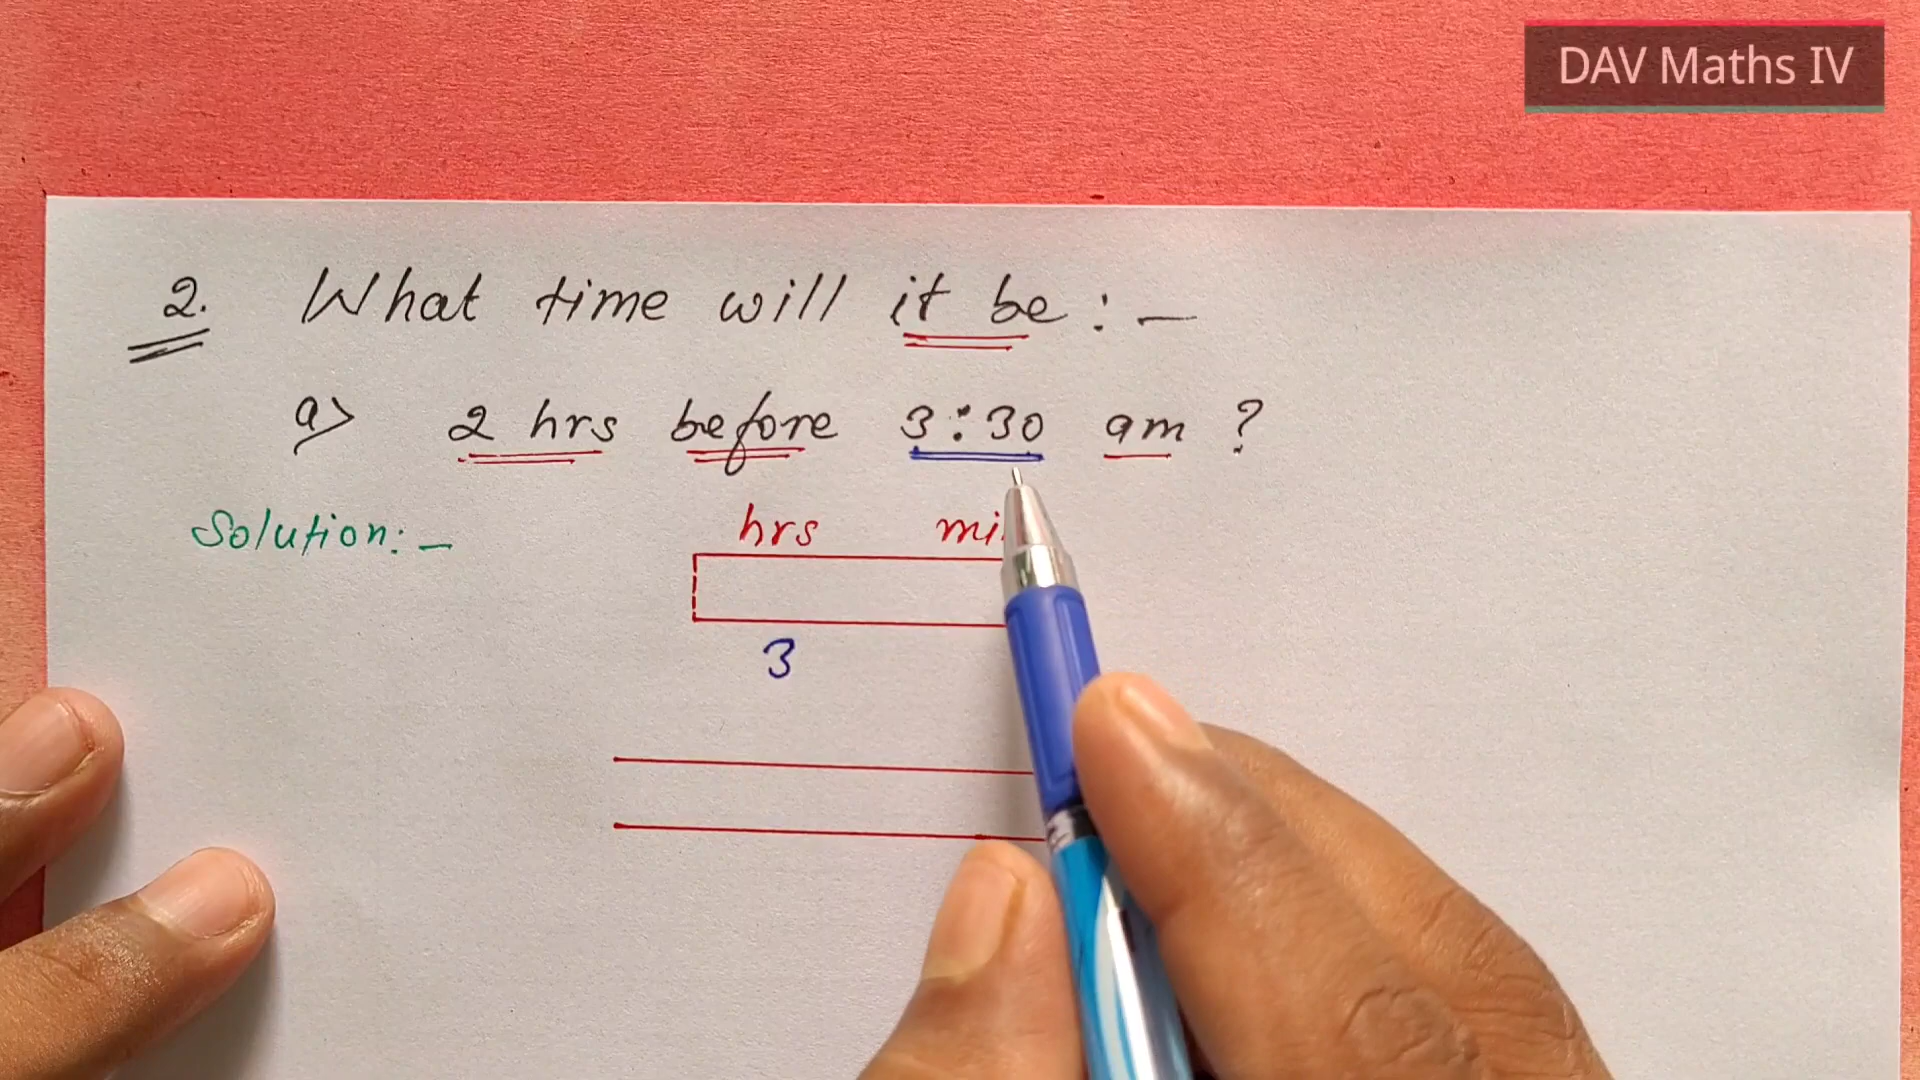 DAV Maths IV
2. What time will it be : —
a> 2 hrs before 3:30 am ?
Solution: — hrs
3